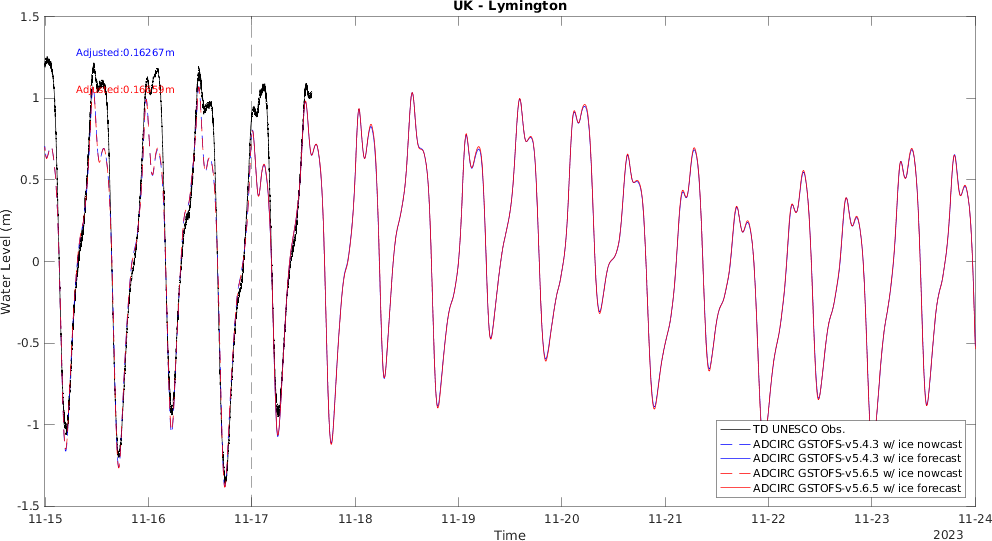 UK - Lymington
1.5
1
0.5
0
-0.5
-1
-1.5
Water Level (m)
Adjusted:0.16267m
TD UNESCO Obs.
ADCIRC GSTOFS-v5.4.3 w/ ice nowcast
ADCIRC GSTOFS-v5.4.3 w/ ice forecast
ADCIRC GSTOFS-v5.6.5 w/ ice nowcast
ADCIRC GSTOFS-v5.6.5 w/ ice forecast
11-15 11-16 11-17 11-18 11-19 11-20 11-21 11-22 11-23 11-24
Time
2023